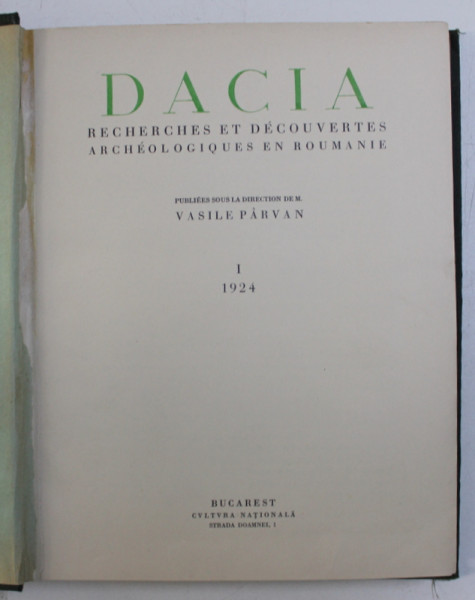 DACIA
RECHERCHES ET DÉCOUVERTES
ARCHÉOLOGIQUES EN ROUMANIE
PUBLIÉES SOUS LA DIRECTION DE M.
VASILE PÂRVAN
1
1924
BUCAREST
CVLTVRA NAȚIONALĂ
STRADA DOAMNEI, 1